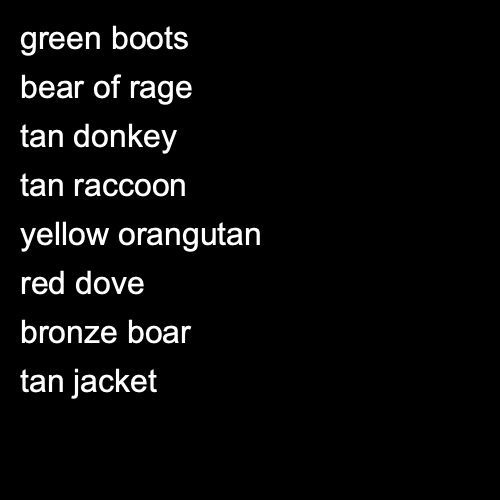 green boots
bear of rage
tan donkey
tan raccoon
yellow orangutan
red dove
bronze boar
tan jacket